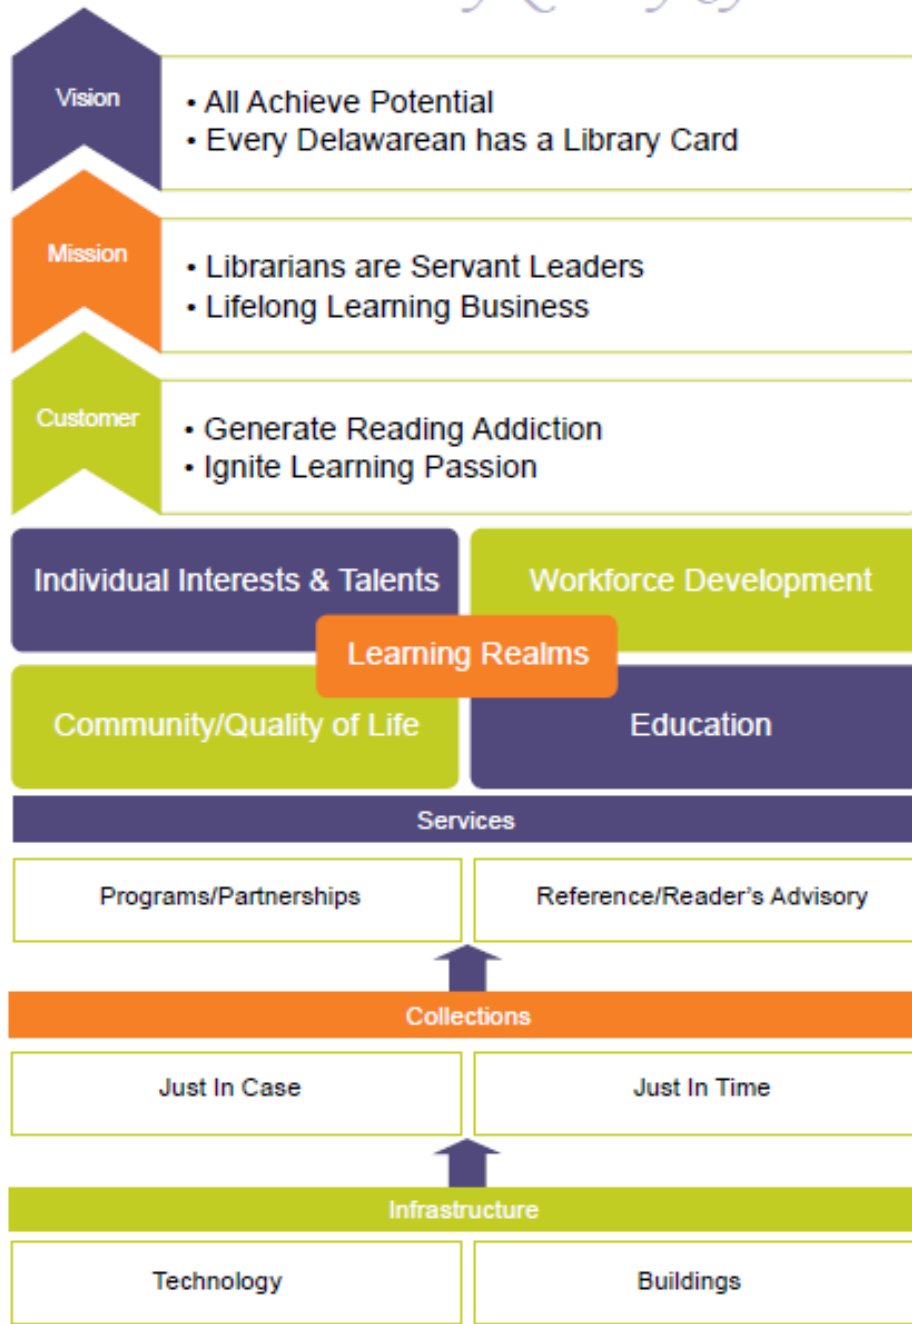 Vision
• All Achieve Potential
• Every Delawarean has a Library Card
Mission
• Librarians are Servant Leaders
• Lifelong Learning Business
Customer
• Generate Reading Addiction
• Ignite Learning Passion
Individual Interests & Talents
Workforce Development
Learning Realms
Community/Quality of Life
Education
Services
Programs/Partnerships
Reference/Reader's Advisory
Collections
Just In Case
Just In Time
Infrastructure
Technology
Buildings